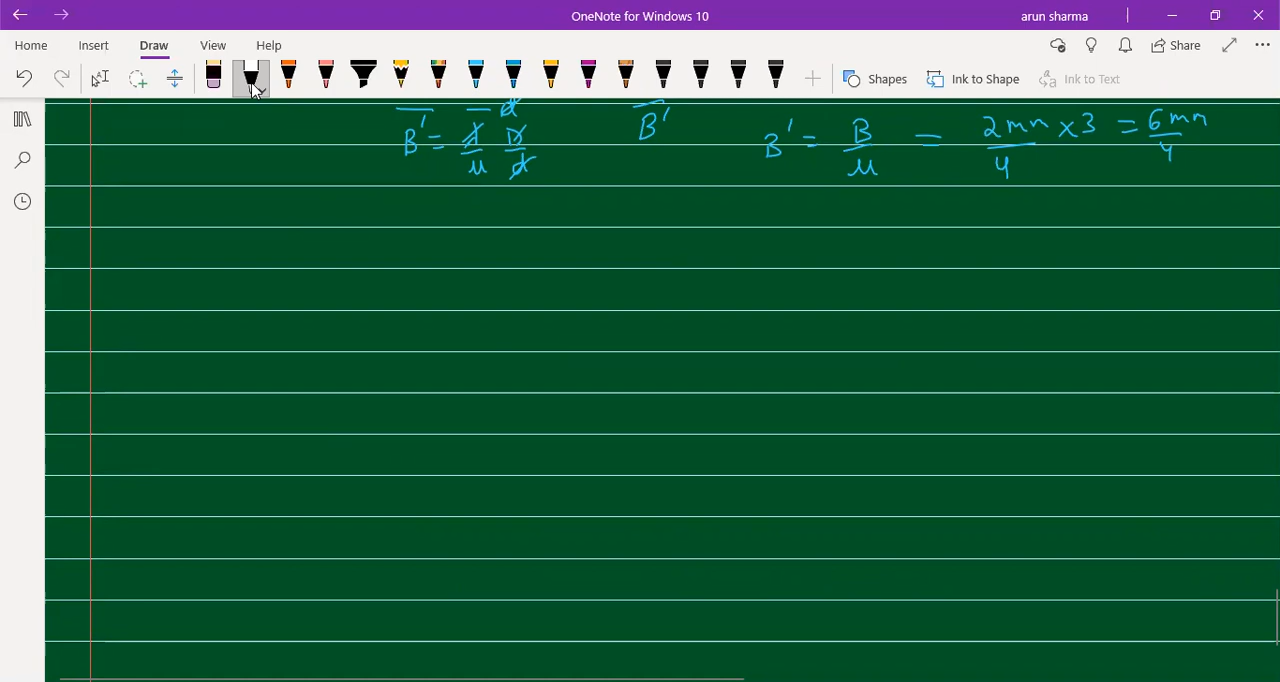 OneNote for Windows 10
arun sharma
Home Insert Draw View Help
Share
Shapes Ink to Shape Ink to Text
B' = λ/μ D/d
B'
B' = B/μ = 2mm/4 × 3 = 6mm/4